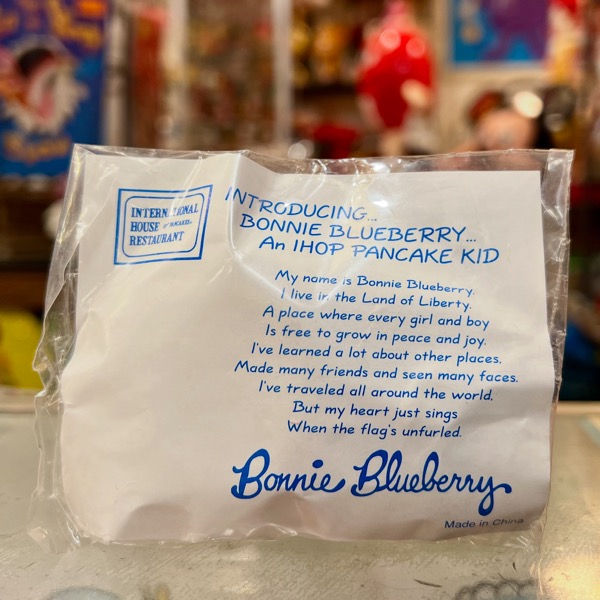 INTERNATIONAL
HOUSE OF PANCAKES
RESTAURANT
INTRODUCING...
BONNIE BLUEBERRY...
An IHOP PANCAKE KID
My name is Bonnie Blueberry.
I live in the Land of Liberty.
A place where every girl and boy
Is free to grow in peace and joy.
I've learned a lot about other places.
Made many friends and seen many faces.
I've traveled all around the world.
But my heart just sings
When the flag's unfurled.
Bonnie Blueberry
Made in China